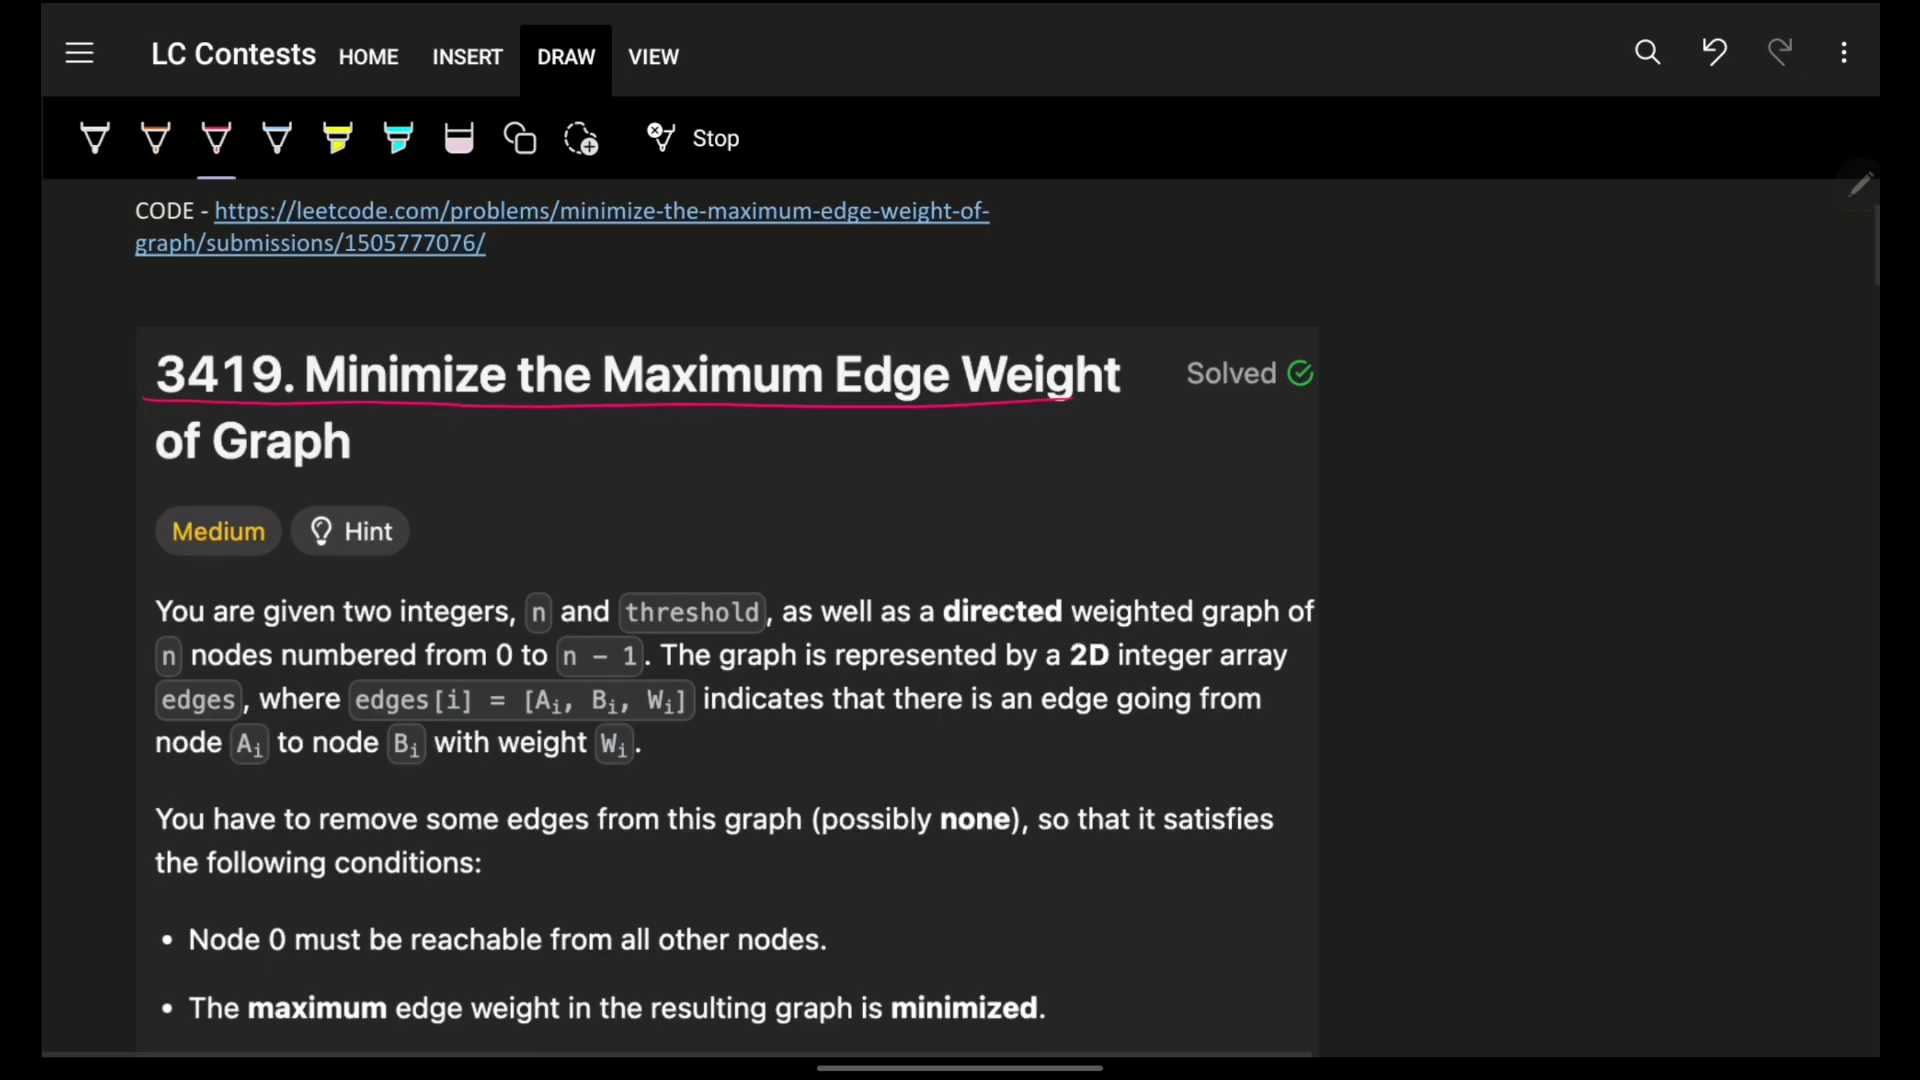 LC Contests HOME INSERT DRAW VIEW
Stop
CODE - https://leetcode.com/problems/minimize-the-maximum-edge-weight-of-
graph/submissions/1505777076/
3419. Minimize the Maximum Edge Weight
Solved
of Graph
Medium Hint
You are given two integers, n and threshold, as well as a directed weighted graph of
n nodes numbered from 0 to n - 1. The graph is represented by a 2D integer array
edges, where edges[i] = [Ai, Bi, Wi] indicates that there is an edge going from
node Ai to node Bi with weight Wi.
You have to remove some edges from this graph (possibly none), so that it satisfies
the following conditions:
• Node 0 must be reachable from all other nodes.
• The maximum edge weight in the resulting graph is minimized.